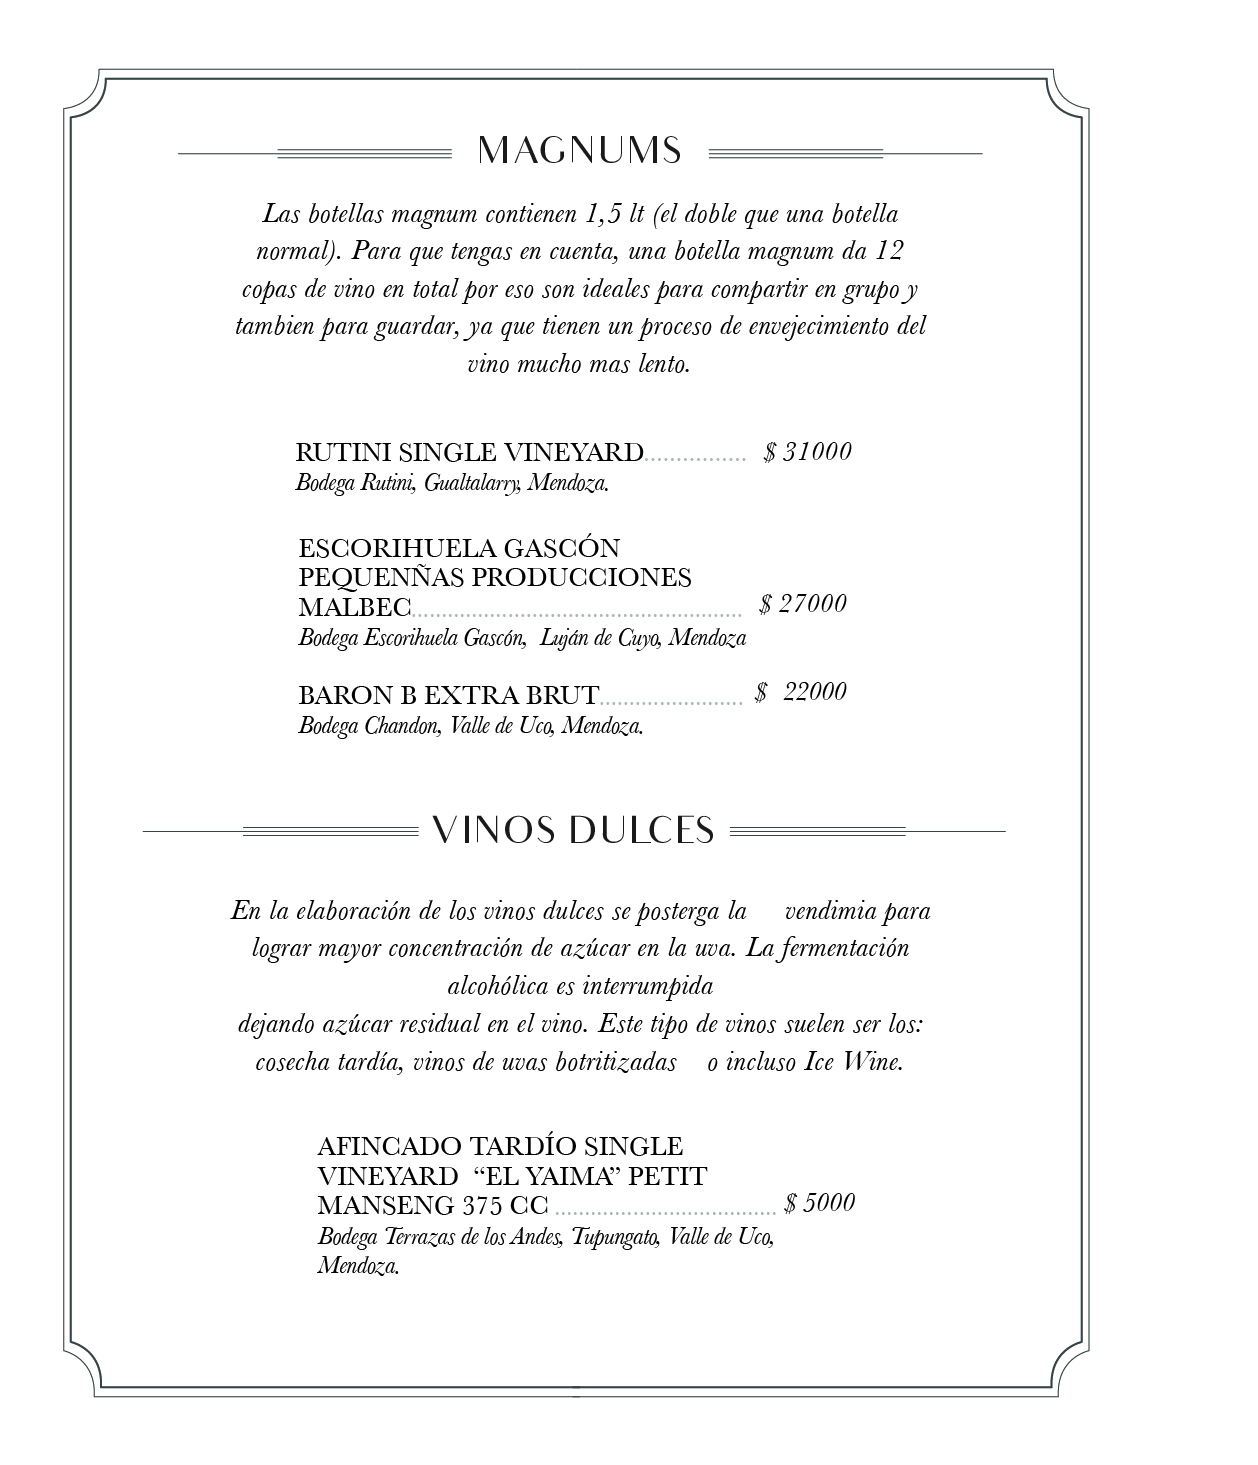 MAGNUMS
Las botellas magnum contienen 1,5 lt (el doble que una botella
normal). Para que tengas en cuenta, una botella magnum da 12
copas de vino en total por eso son ideales para compartir en grupo y
tambien para guardar, ya que tienen un proceso de envejecimiento del
vino mucho mas lento.
RUTINI SINGLE VINEYARD................ $ 31000
Bodega Rutini, Gualtalarry, Mendoza.
ESCORIHUELA GASCÓN
PEQUENÑAS PRODUCCIONES
MALBEC..................................................... $ 27000
Bodega Escorihuela Gascón, Luján de Cuyo, Mendoza
BARON B EXTRA BRUT....................... $ 22000
Bodega Chandon, Valle de Uco, Mendoza.
VINOS DULCES
En la elaboración de los vinos dulces se posterga la vendimia para
lograr mayor concentración de azúcar en la uva. La fermentación
alcohólica es interrumpida
dejando azúcar residual en el vino. Este tipo de vinos suelen ser los:
cosecha tardía, vinos de uvas botritizadas o incluso Ice Wine.
AFINCADO TARDÍO SINGLE
VINEYARD “EL YAIMA” PETIT
MANSENG 375 CC .................................... $ 5000
Bodega Terrazas de los Andes, Tupungato, Valle de Uco,
Mendoza.